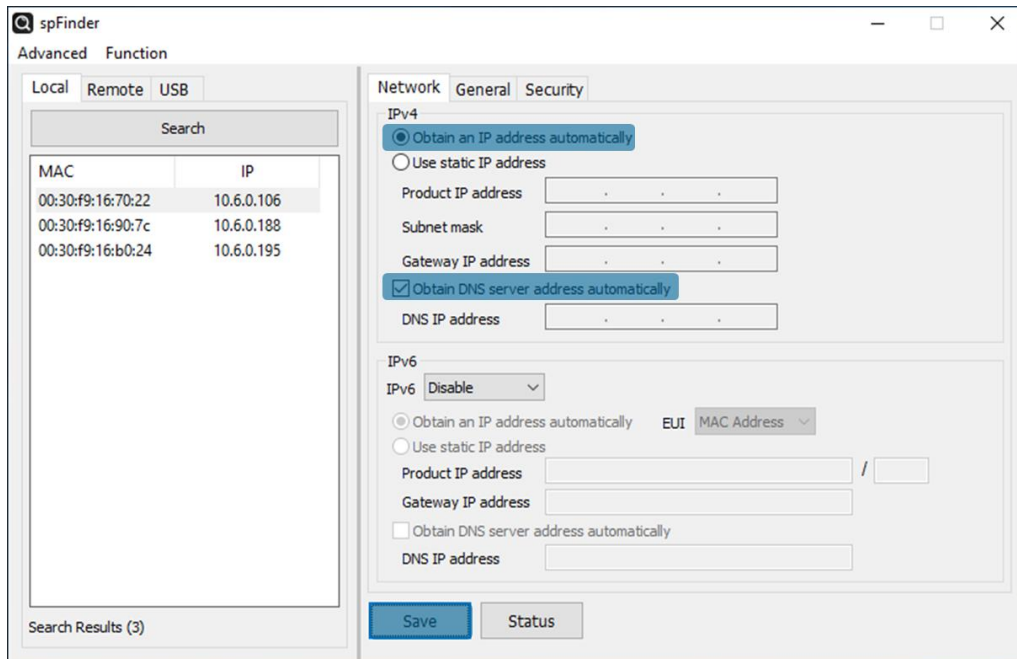 spFinder
Advanced Function
Local Remote USB
Search
MAC IP
00:30:f9:16:70:22 10.6.0.106
00:30:f9:16:90:7c 10.6.0.188
00:30:f9:16:b0:24 10.6.0.195
Search Results (3)
Network General Security
IPv4
Obtain an IP address automatically
Use static IP address
Product IP address . . .
Subnet mask . . .
Gateway IP address . . .
Obtain DNS server address automatically
DNS IP address . . .
IPv6
IPv6 Disable
Obtain an IP address automatically EUI MAC Address
Use static IP address
Product IP address /
Gateway IP address
Obtain DNS server address automatically
DNS IP address
Save Status